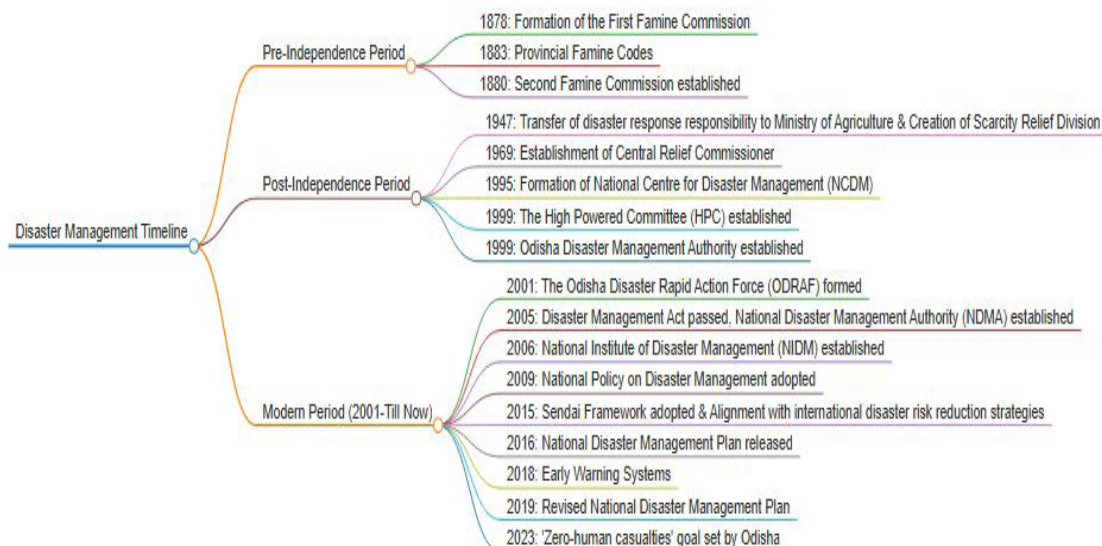 Disaster Management Timeline
Pre-Independence Period
1878: Formation of the First Famine Commission
1883: Provincial Famine Codes
1880: Second Famine Commission established
Post-Independence Period
1947: Transfer of disaster response responsibility to Ministry of Agriculture & Creation of Scarcity Relief Division
1969: Establishment of Central Relief Commissioner
1995: Formation of National Centre for Disaster Management (NCDM)
1999: The High Powered Committee (HPC) established
1999: Odisha Disaster Management Authority established
Modern Period (2001-Till Now)
2001: The Odisha Disaster Rapid Action Force (ODRAF) formed
2005: Disaster Management Act passed, National Disaster Management Authority (NDMA) established
2006: National Institute of Disaster Management (NIDM) established
2009: National Policy on Disaster Management adopted
2015: Sendai Framework adopted & Alignment with international disaster risk reduction strategies
2016: National Disaster Management Plan released
2018: Early Warning Systems
2019: Revised National Disaster Management Plan
2023: 'Zero-human casualties' goal set by Odisha